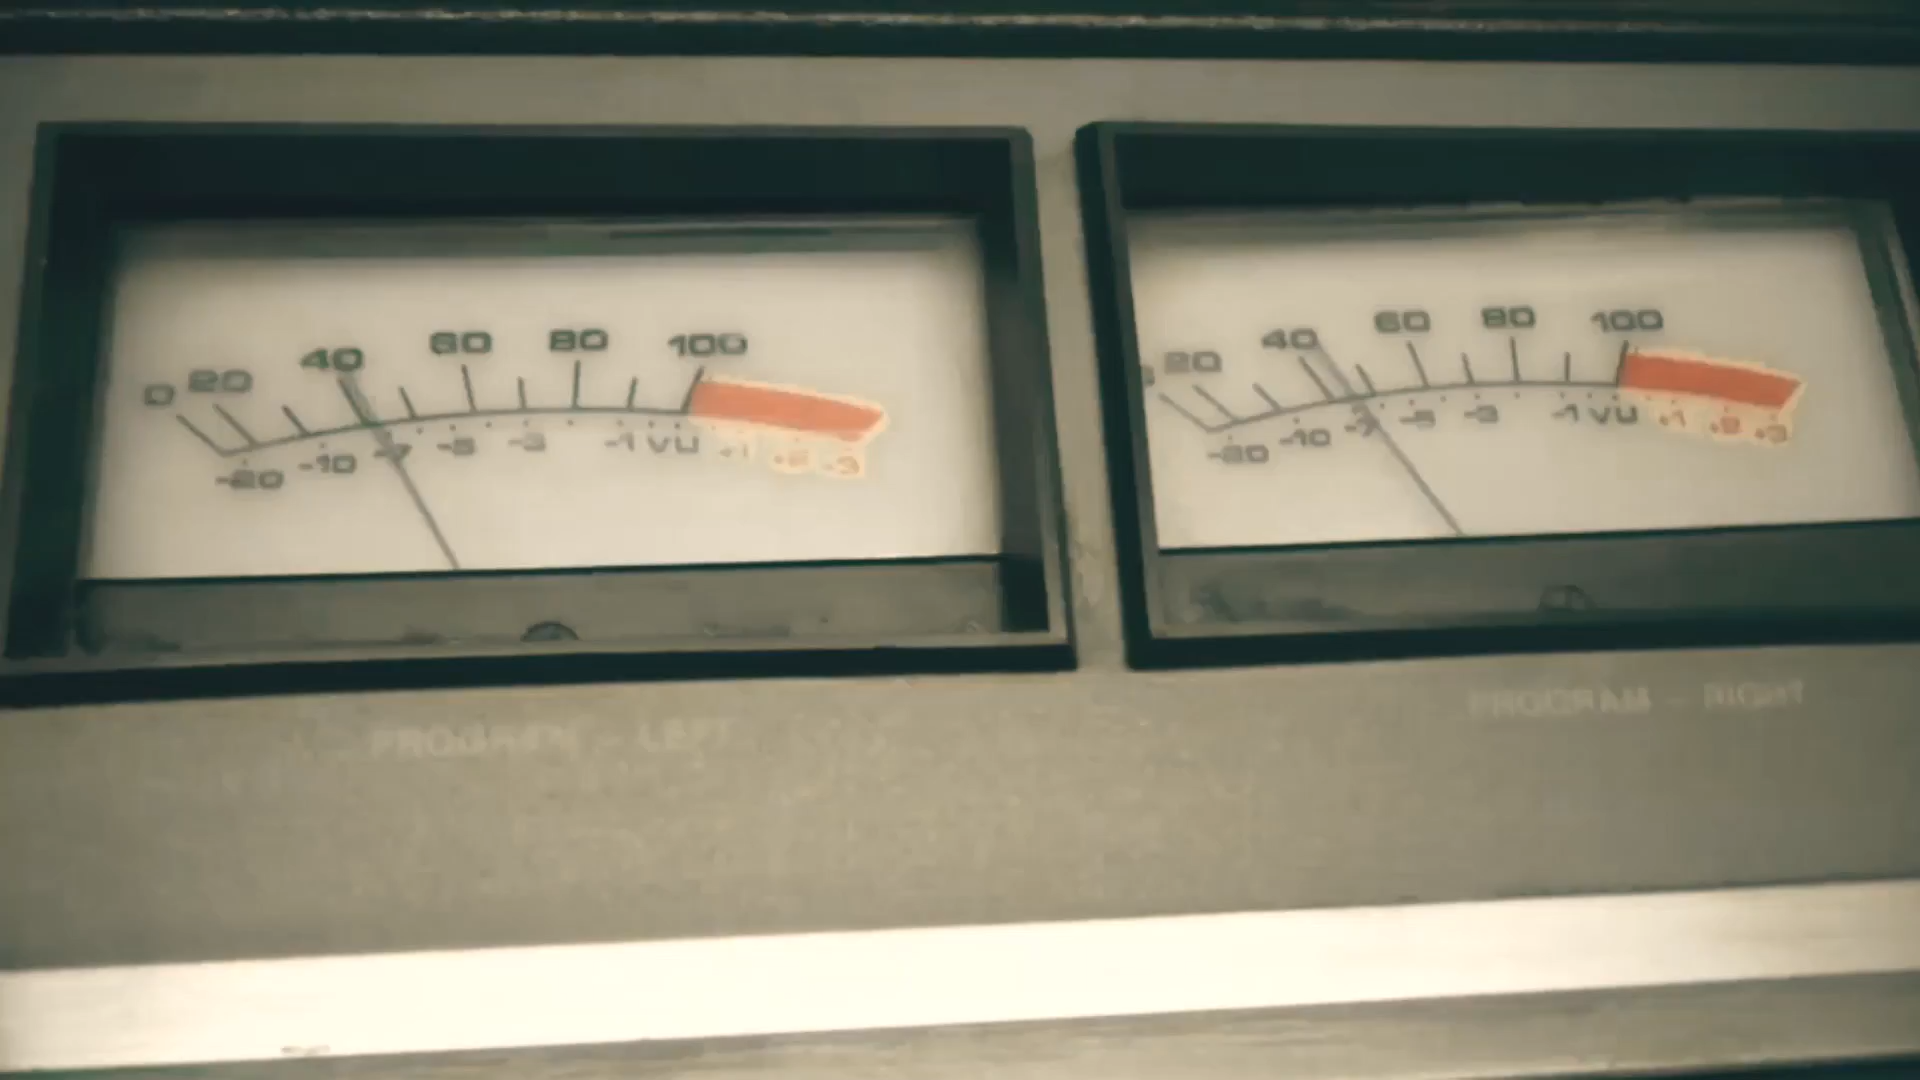 0 20 40 60 80 100
-20 -10 -7 -5 -3 -1 VU +1 +2 +3
PROGRAM - LEFT
20 40 60 80 100
-20 -10 -7 -5 -3 -1 VU +1 +2 +3
PROGRAM - RIGHT